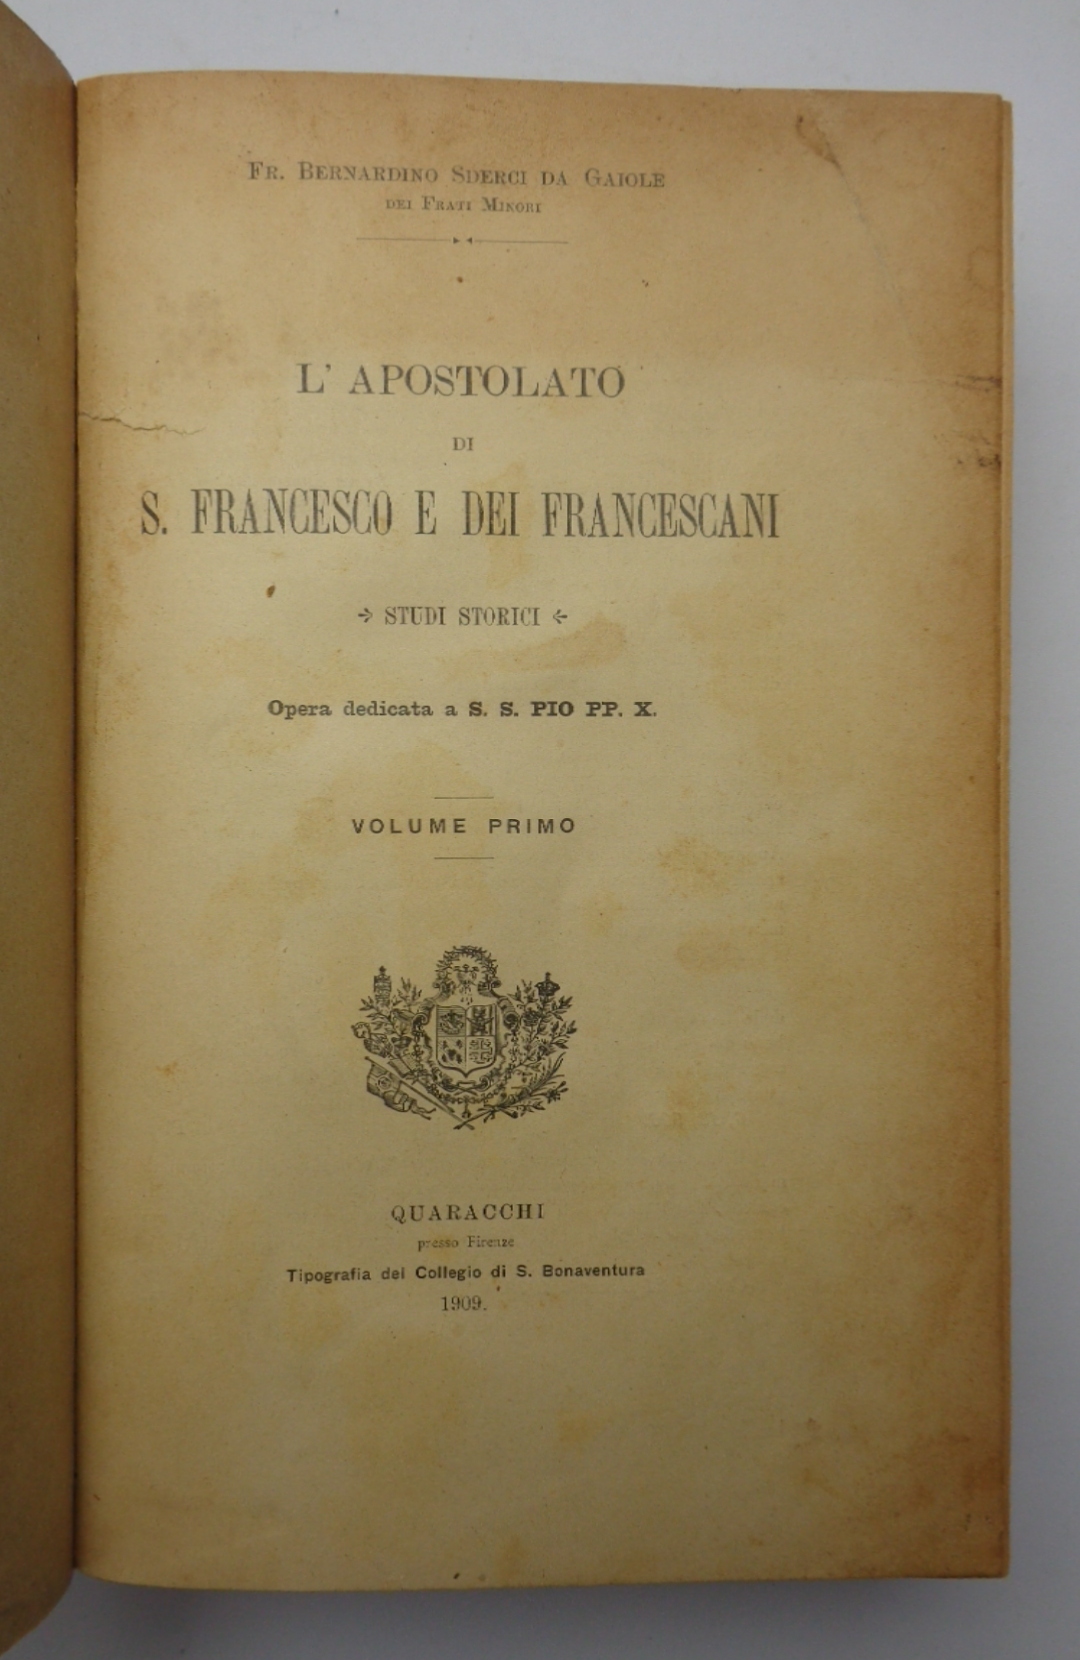 Fr. Bernardino Sderci da Gaiole
dei Frati Minori
L' APOSTOLATO
DI
S. FRANCESCO E DEI FRANCESCANI
STUDI STORICI
Opera dedicata a S. S. PIO PP. X.
VOLUME PRIMO
QUARACCHI
presso Firenze
Tipografia del Collegio di S. Bonaventura
1909.